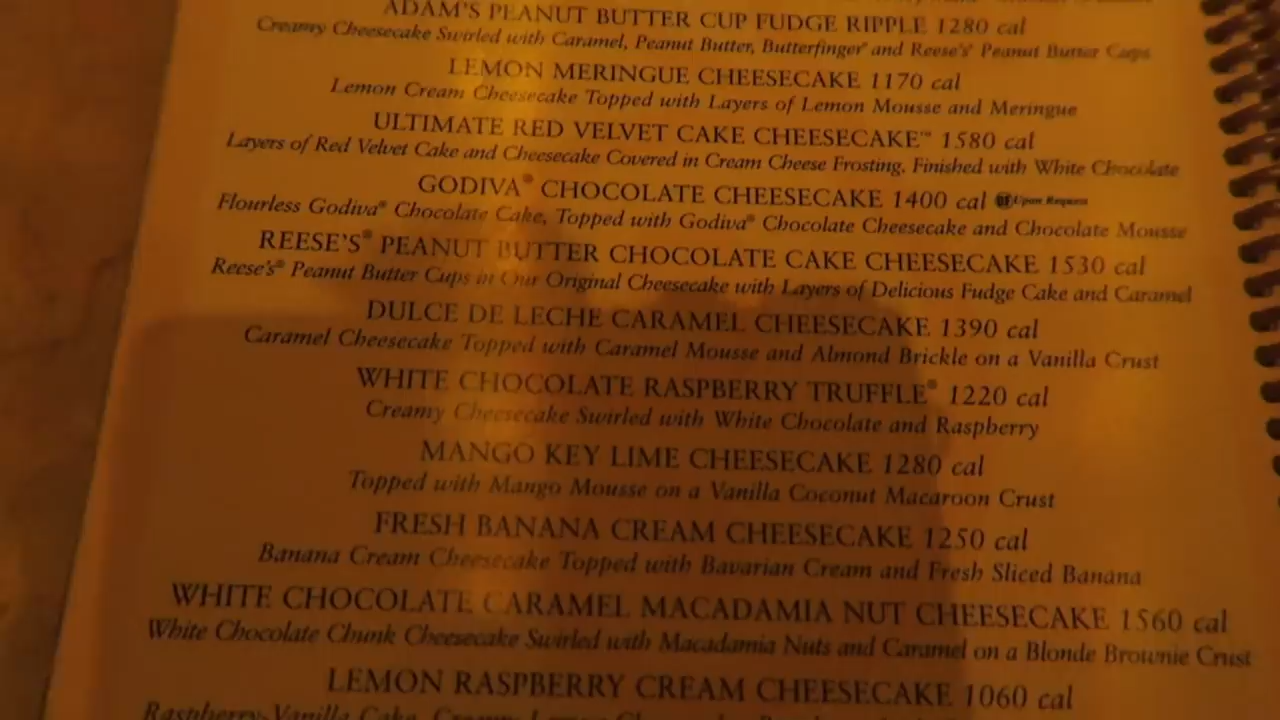 ADAM'S PEANUT BUTTER CUP FUDGE RIPPLE 1280 cal
Creamy Cheesecake Swirled with Caramel, Peanut Butter, Butterfinger® and Reese's® Peanut Butter Cups
LEMON MERINGUE CHEESECAKE 1170 cal
Lemon Cream Cheesecake Topped with Layers of Lemon Mousse and Meringue
ULTIMATE RED VELVET CAKE CHEESECAKE™ 1580 cal
Layers of Red Velvet Cake and Cheesecake Covered in Cream Cheese Frosting, Finished with White Chocolate
GODIVA® CHOCOLATE CHEESECAKE 1400 cal Upon Request
Flourless Godiva® Chocolate Cake, Topped with Godiva® Chocolate Cheesecake and Chocolate Mousse
REESE'S® PEANUT BUTTER CHOCOLATE CAKE CHEESECAKE 1530 cal
Reese's® Peanut Butter Cups in Our Original Cheesecake with Layers of Delicious Fudge Cake and Caramel
DULCE DE LECHE CARAMEL CHEESECAKE 1390 cal
Caramel Cheesecake Topped with Caramel Mousse and Almond Brickle on a Vanilla Crust
WHITE CHOCOLATE RASPBERRY TRUFFLE® 1220 cal
Creamy Cheesecake Swirled with White Chocolate and Raspberry
MANGO KEY LIME CHEESECAKE 1280 cal
Topped with Mango Mousse on a Vanilla Coconut Macaroon Crust
FRESH BANANA CREAM CHEESECAKE 1250 cal
Banana Cream Cheesecake Topped with Bavarian Cream and Fresh Sliced Banana
WHITE CHOCOLATE CARAMEL MACADAMIA NUT CHEESECAKE 1560 cal
White Chocolate Chunk Cheesecake Swirled with Macadamia Nuts and Caramel on a Blonde Brownie Crust
LEMON RASPBERRY CREAM CHEESECAKE 1060 cal
Raspberry-Vanilla Cake, Creamy Lemon